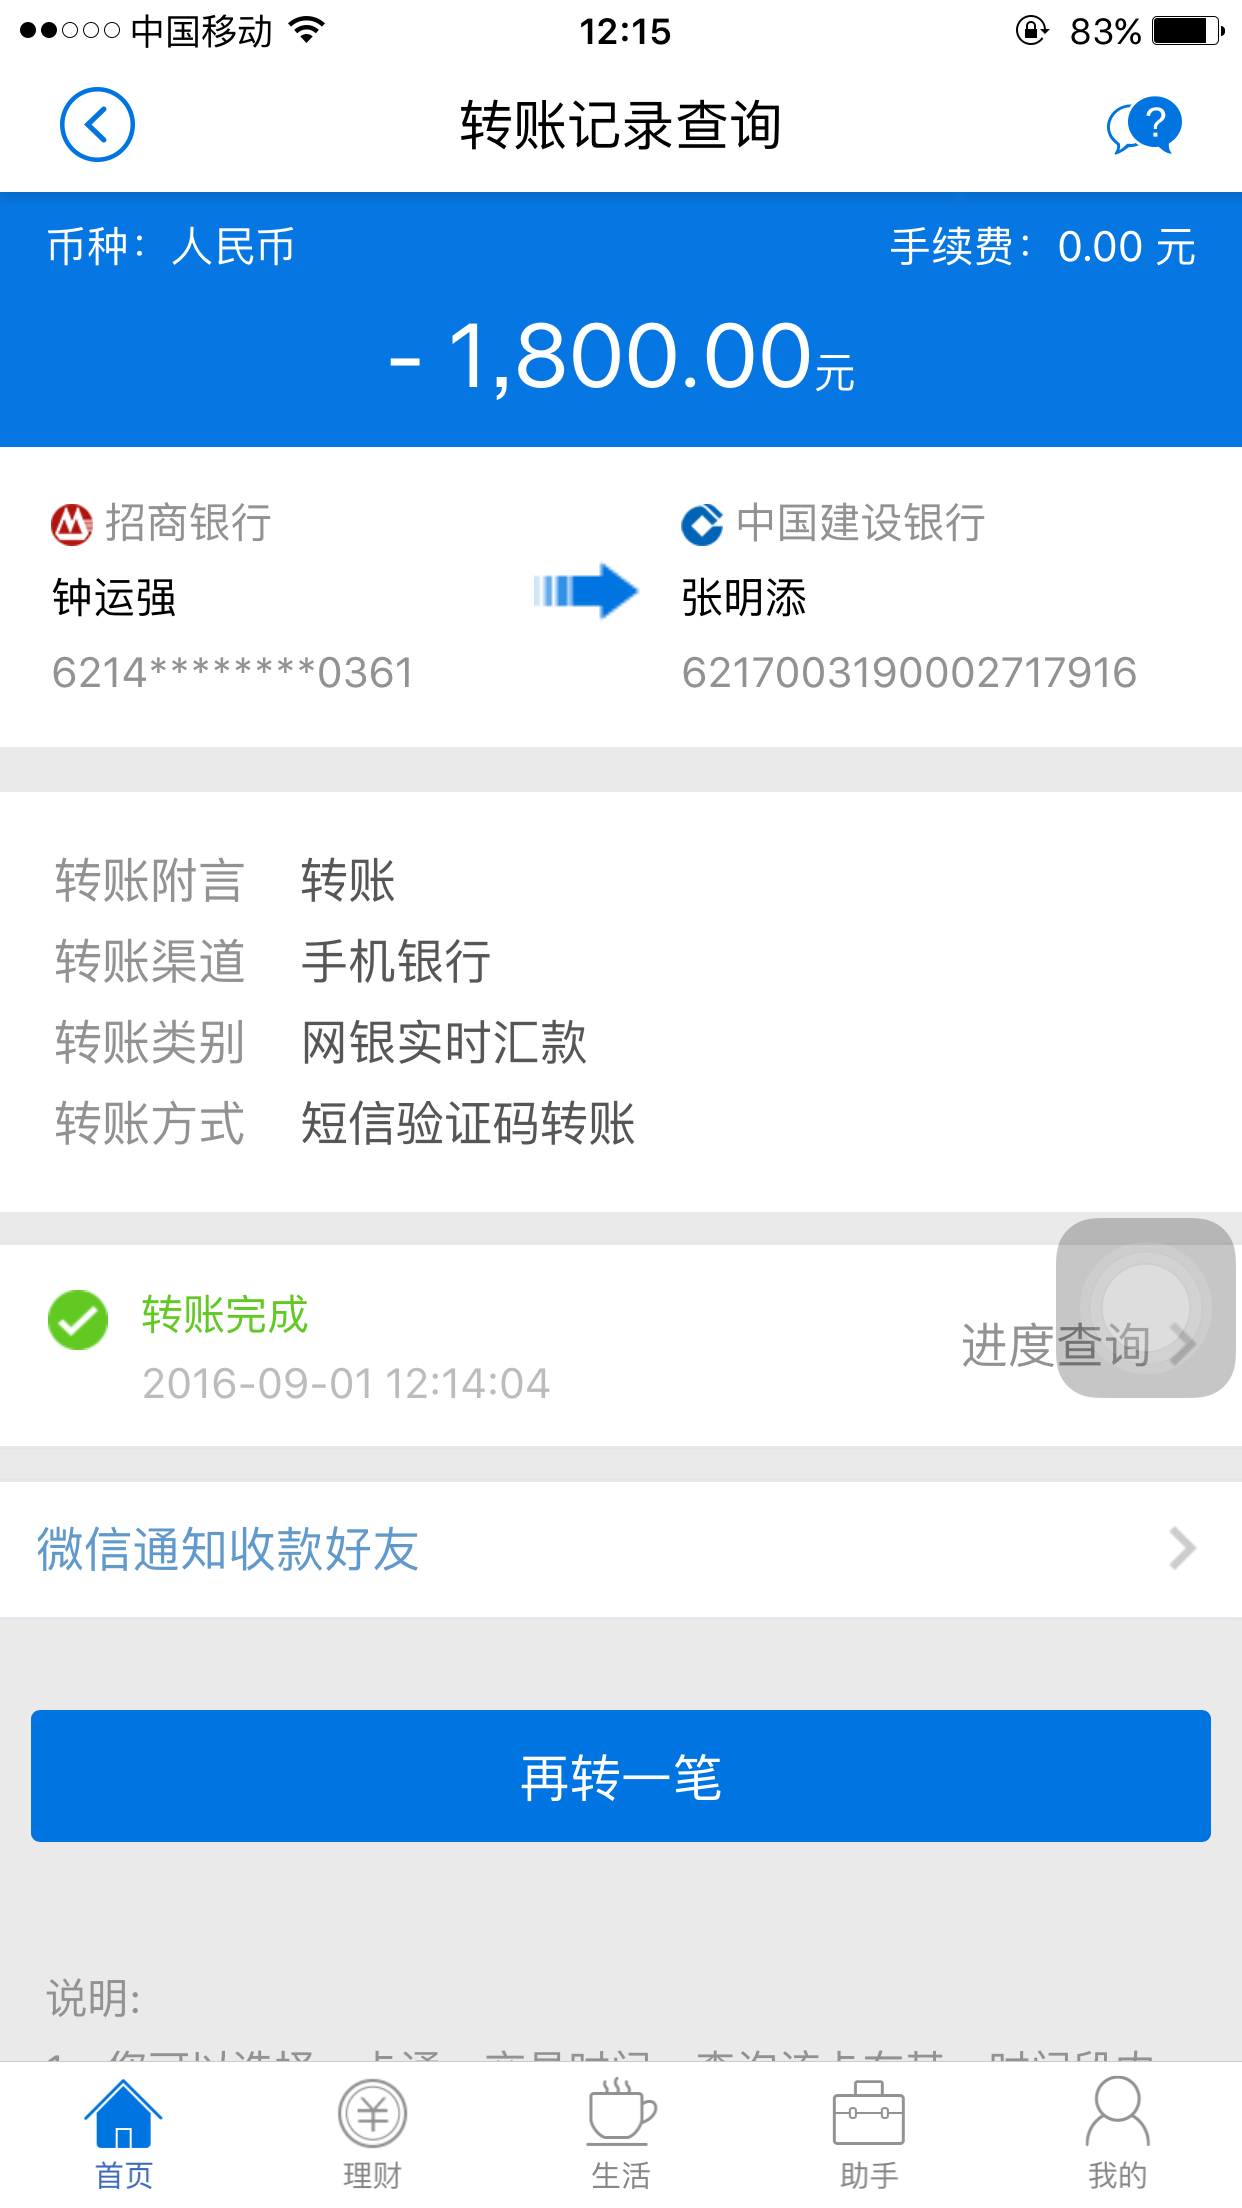 中国移动 12:15 83%
转账记录查询 ?
币种：人民币 手续费：0.00 元
- 1,800.00元
招商银行 中国建设银行
钟运强 张明添
6214********0361 6217003190002717916
转账附言 转账
转账渠道 手机银行
转账类别 网银实时汇款
转账方式 短信验证码转账
转账完成
2016-09-01 12:14:04 进度查询
微信通知收款好友
再转一笔
说明:
首页 理财 生活 助手 我的